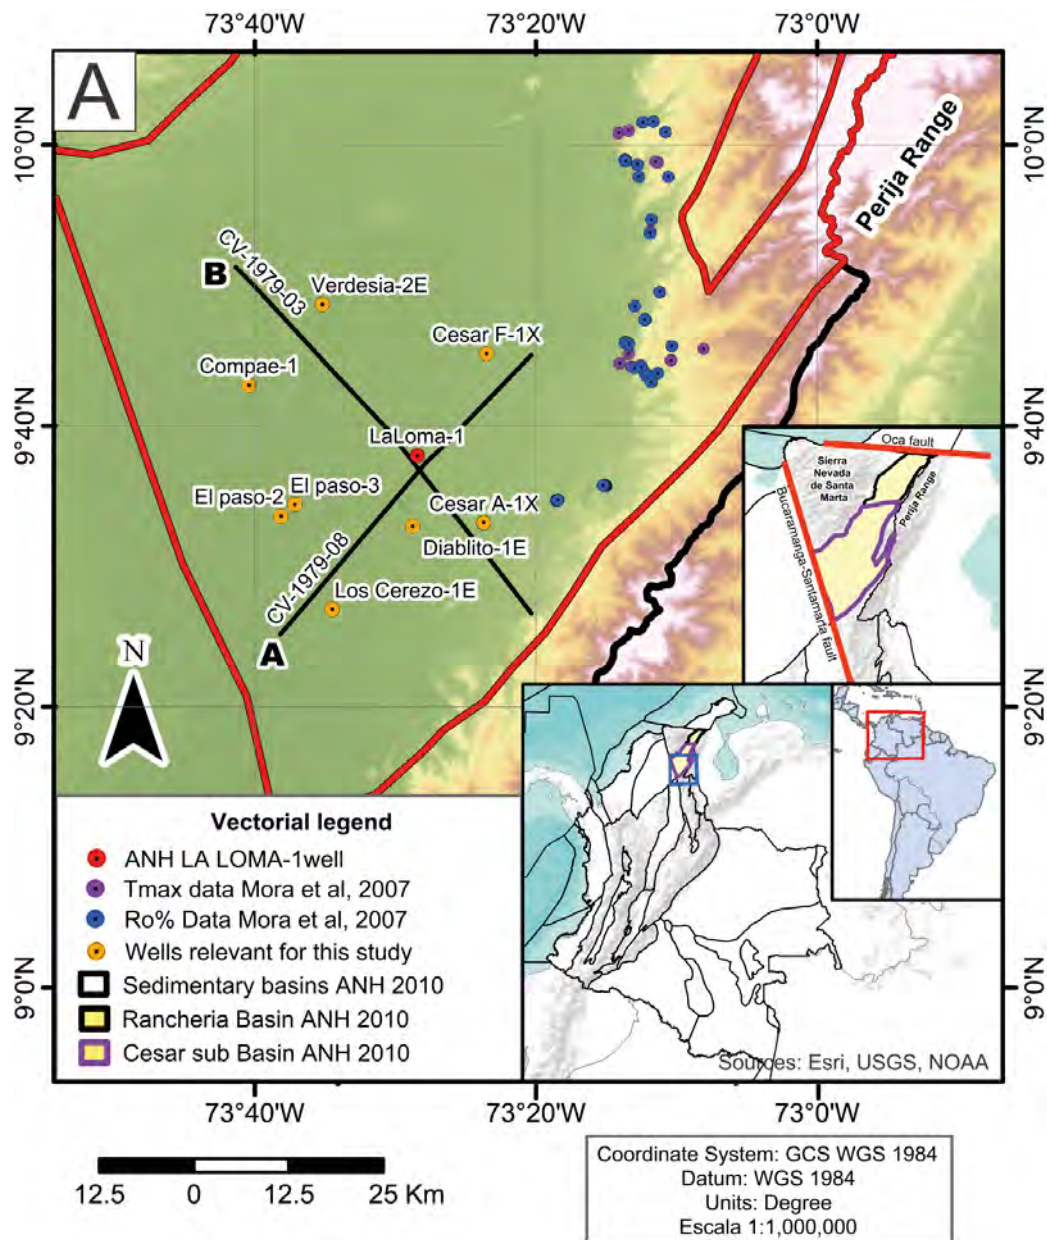 73°40'W
73°20'W
73°0'W
A
10°0'N
10°0'N
Perija Range
CV-1979-03
B
Verdesia-2E
Cesar F-1X
Compae-1
9°40'N
9°40'N
LaLoma-1
El paso-2
El paso-3
Cesar A-1X
Diablito-1E
CV-1979-08
Los Cerezo-1E
A
N
Oca fault
Sierra
Nevada
de Santa
Marta
Perija Range
Bucaramanga-Santamarta fault
9°20'N
9°20'N
Vectorial legend
ANH LA LOMA-1well
Tmax data Mora et al, 2007
Ro% Data Mora et al, 2007
Wells relevant for this study
Sedimentary basins ANH 2010
Rancheria Basin ANH 2010
Cesar sub Basin ANH 2010
9°0'N
9°0'N
Sources: Esri, USGS, NOAA
73°40'W
73°20'W
73°0'W
12.5
0
12.5
25 Km
Coordinate System: GCS WGS 1984
Datum: WGS 1984
Units: Degree
Escala 1:1,000,000